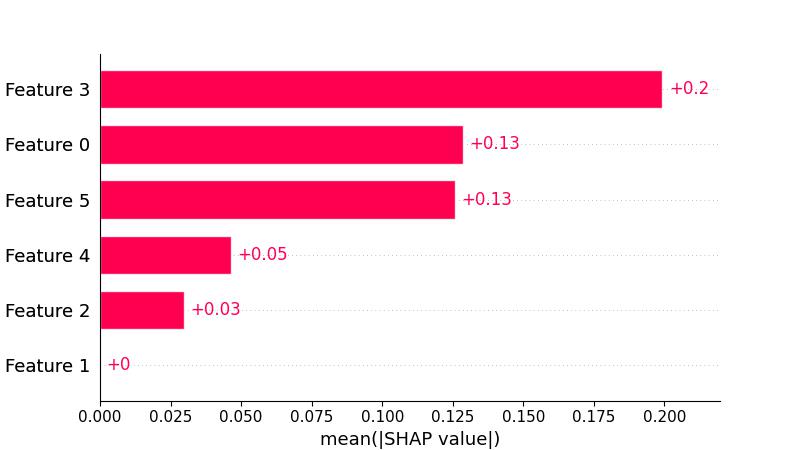 Feature 3 +0.2
Feature 0 +0.13
Feature 5 +0.13
Feature 4 +0.05
Feature 2 +0.03
Feature 1 +0
0.000 0.025 0.050 0.075 0.100 0.125 0.150 0.175 0.200
mean(|SHAP value|)